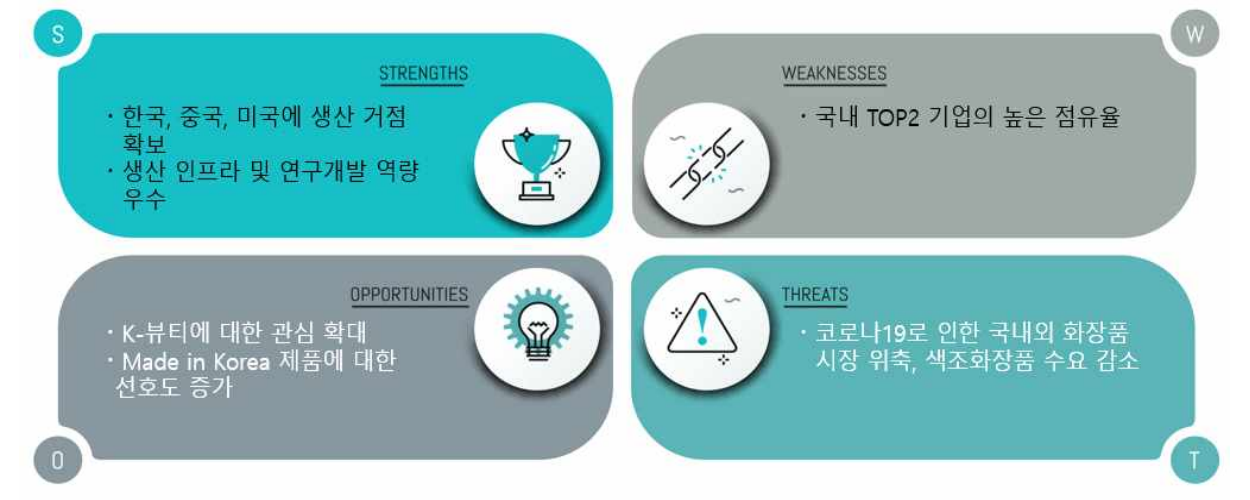 S
STRENGTHS
· 한국, 중국, 미국에 생산 거점
확보
· 생산 인프라 및 연구개발 역량
우수
W
WEAKNESSES
· 국내 TOP2 기업의 높은 점유율
OPPORTUNITIES
· K-뷰티에 대한 관심 확대
· Made in Korea 제품에 대한
선호도 증가
O
THREATS
· 코로나19로 인한 국내외 화장품
시장 위축, 색조화장품 수요 감소
T